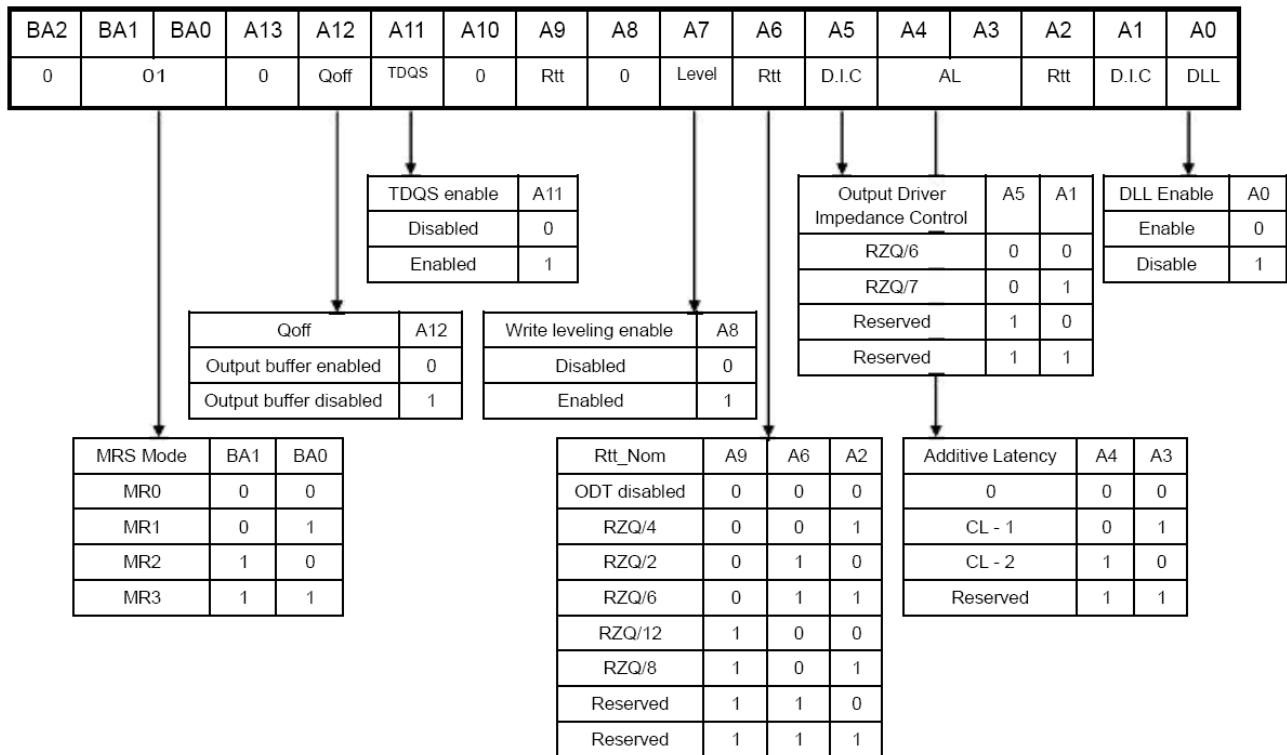 BA2 BA1 BA0 A13 A12 A11 A10 A9 A8 A7 A6 A5 A4 A3 A2 A1 A0
0 01 0 Qoff TDQS 0 Rtt 0 Level Rtt D.I.C AL Rtt D.I.C DLL
TDQS enable A11
Disabled 0
Enabled 1
Output Driver
Impedance Control A5 A1
RZQ/6 0 0
RZQ/7 0 1
Reserved 1 0
Reserved 1 1
DLL Enable A0
Enable 0
Disable 1
Qoff A12
Output buffer enabled 0
Output buffer disabled 1
Write leveling enable A8
Disabled 0
Enabled 1
MRS Mode BA1 BA0
MR0 0 0
MR1 0 1
MR2 1 0
MR3 1 1
Rtt_Nom A9 A6 A2
ODT disabled 0 0 0
RZQ/4 0 0 1
RZQ/2 0 1 0
RZQ/6 0 1 1
RZQ/12 1 0 0
RZQ/8 1 0 1
Reserved 1 1 0
Reserved 1 1 1
Additive Latency A4 A3
0 0 0
CL - 1 0 1
CL - 2 1 0
Reserved 1 1